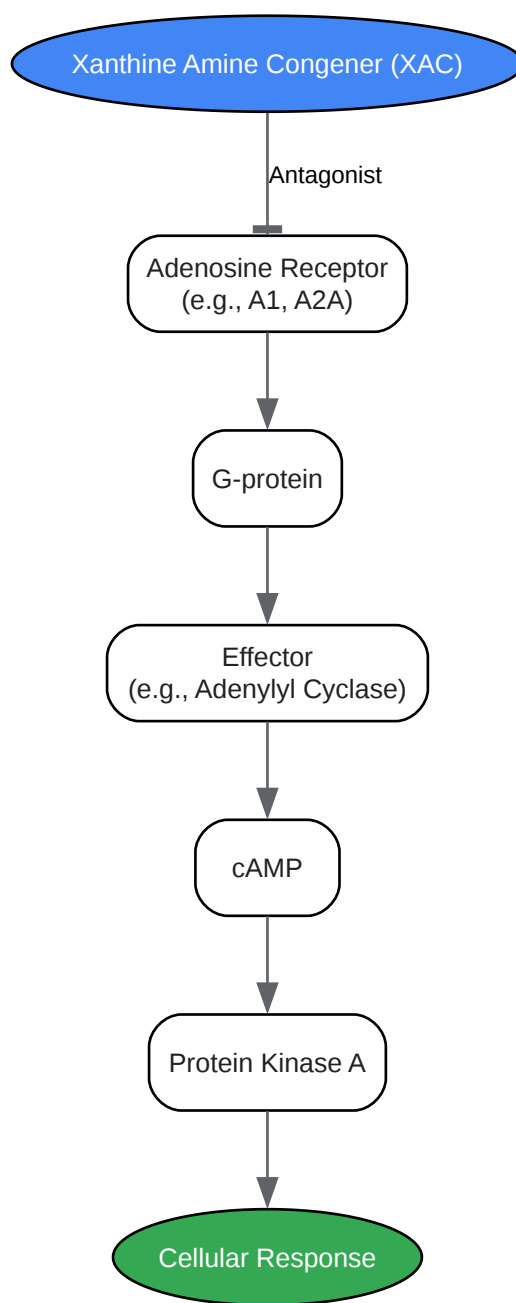 Xanthine Amine Congener (XAC)
Antagonist
Adenosine Receptor
(e.g., A1, A2A)
G-protein
Effector
(e.g., Adenylyl Cyclase)
cAMP
Protein Kinase A
Cellular Response